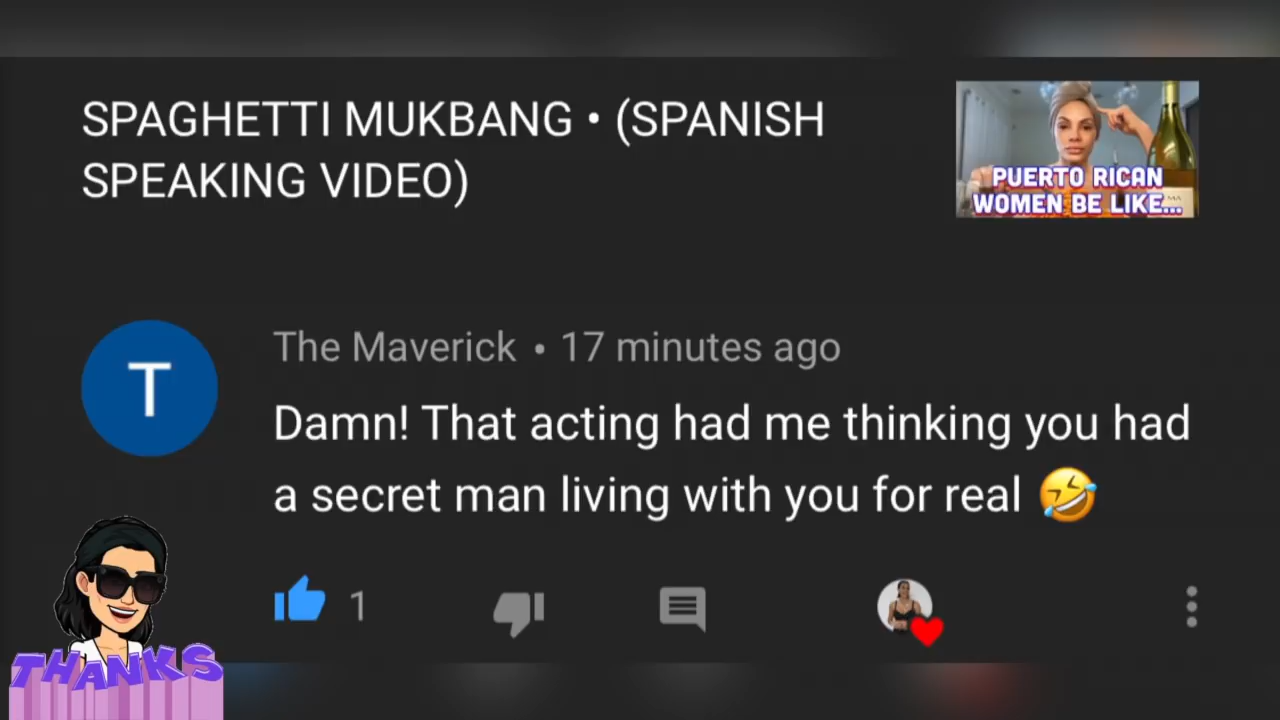 SPAGHETTI MUKBANG • (SPANISH
SPEAKING VIDEO)
PUERTO RICAN
WOMEN BE LIKE...
T
The Maverick • 17 minutes ago
Damn! That acting had me thinking you had
a secret man living with you for real 🤣
1
THANKS